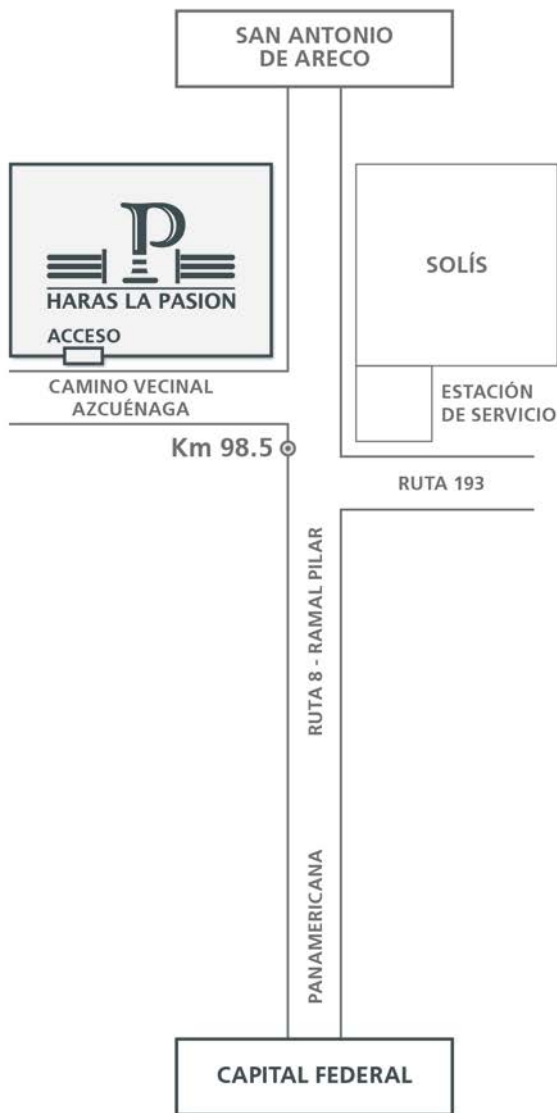 SAN ANTONIO
DE ARECO
P
HARAS LA PASION
ACCESO
SOLÍS
CAMINO VECINAL
AZCUÉNAGA
ESTACIÓN
DE SERVICIO
Km 98.5
RUTA 193
RUTA 8 - RAMAL PILAR
PANAMERICANA
CAPITAL FEDERAL